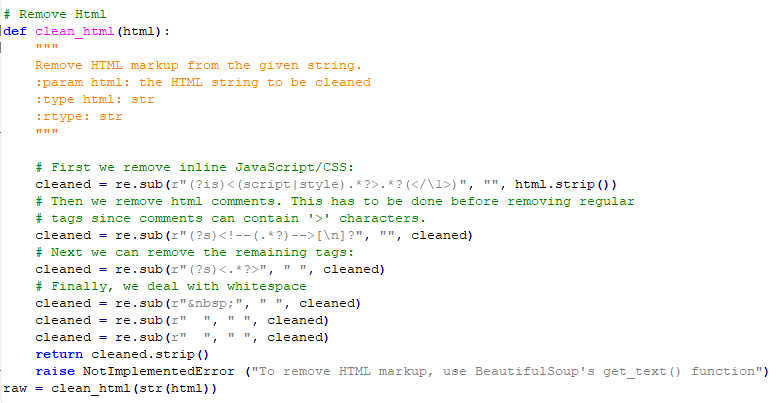 # Remove Html
def clean_html(html):
    """
    Remove HTML markup from the given string.
    :param html: the HTML string to be cleaned
    :type html: str
    :rtype: str
    """

    # First we remove inline JavaScript/CSS:
    cleaned = re.sub(r"(?is)<(script|style).*?>.*?(</\1>)", "", html.strip())
    # Then we remove html comments. This has to be done before removing regular
    # tags since comments can contain '>' characters.
    cleaned = re.sub(r"(?s)<!--(.*?)-->[\n]?", "", cleaned)
    # Next we can remove the remaining tags:
    cleaned = re.sub(r"(?s)<.*?>", " ", cleaned)
    # Finally, we deal with whitespace
    cleaned = re.sub(r"&nbsp;", " ", cleaned)
    cleaned = re.sub(r"  ", " ", cleaned)
    cleaned = re.sub(r"  ", " ", cleaned)
    return cleaned.strip()
    raise NotImplementedError ("To remove HTML markup, use BeautifulSoup's get_text() function")
raw = clean_html(str(html))